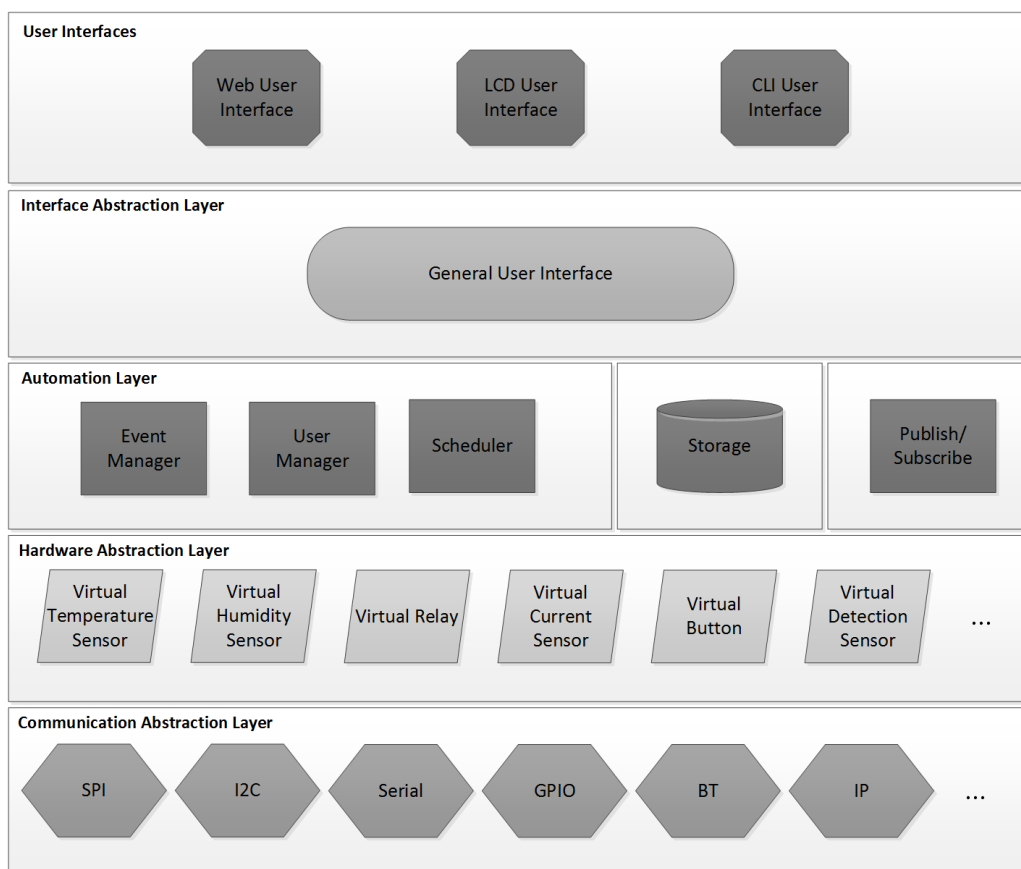 User Interfaces
Web User
Interface
LCD User
Interface
CLI User
Interface
Interface Abstraction Layer
General User Interface
Automation Layer
Event
Manager
User
Manager
Scheduler
Storage
Publish/
Subscribe
Hardware Abstraction Layer
Virtual
Temperature
Sensor
Virtual
Humidity
Sensor
Virtual Relay
Virtual
Current
Sensor
Virtual
Button
Virtual
Detection
Sensor
...
Communication Abstraction Layer
SPI
I2C
Serial
GPIO
BT
IP
...